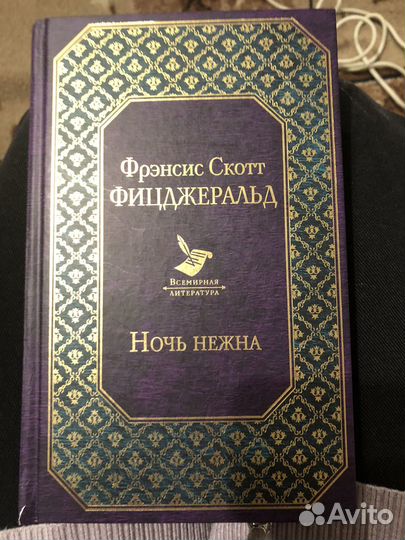 Фрэнсис Скотт
ФИЦДЖЕРАЛЬД
Всемирная
литература
Ночь нежна
Avito